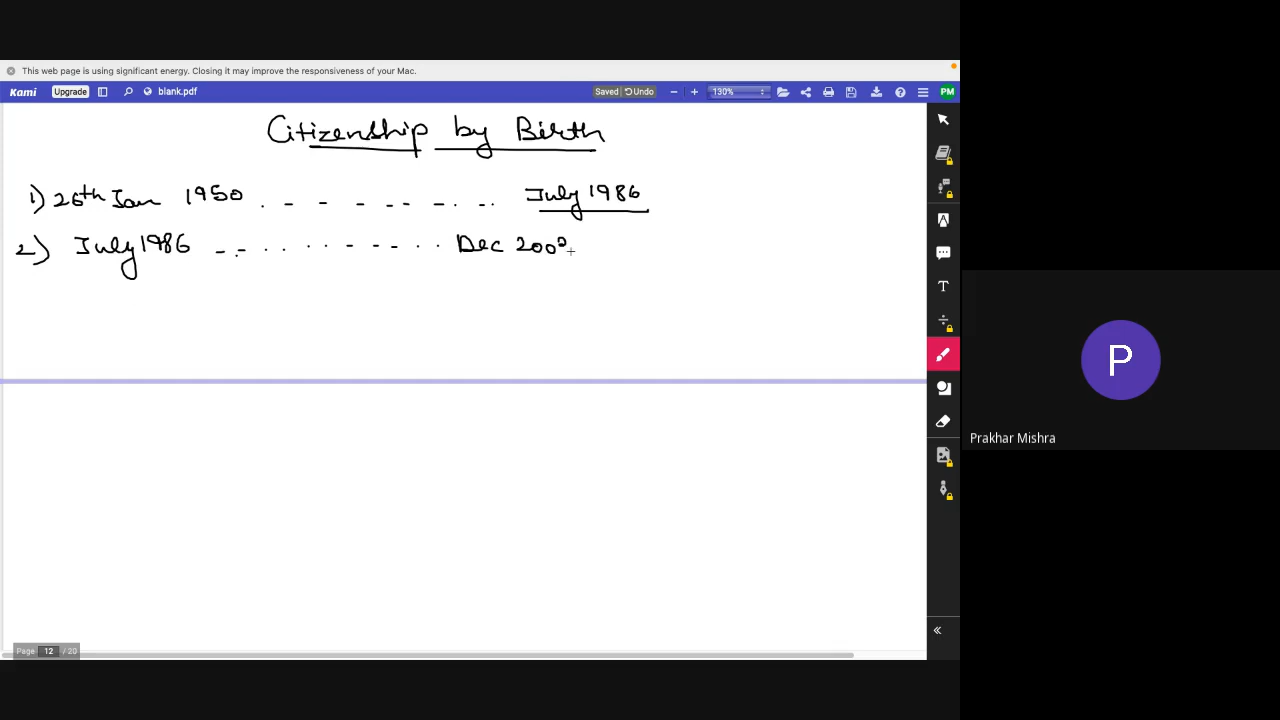 This web page is using significant energy. Closing it may improve the responsiveness of your Mac.
Kami Upgrade blank.pdf Saved Undo 130% PM
Citizenship by Birth
1) 26th Jan 1950 . - - - - - - . . July 1986
2) July 1986 - - . . . . - - - . . Dec
T
P
Prakhar Mishra
Page 12 / 20